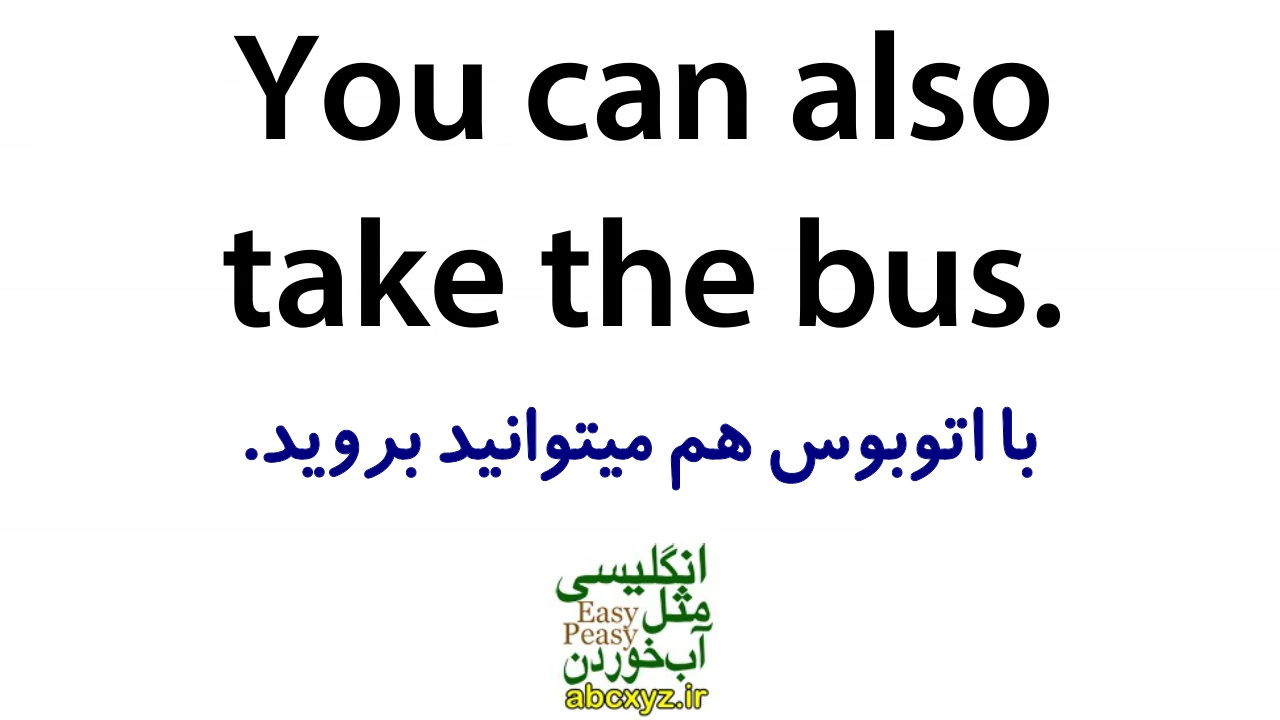 You can also
take the bus.
با اتوبوس هم میتوانید بروید.
انگلیسی
مثل
Easy
Peasy
آب‌خوردن
abcxyz.ir